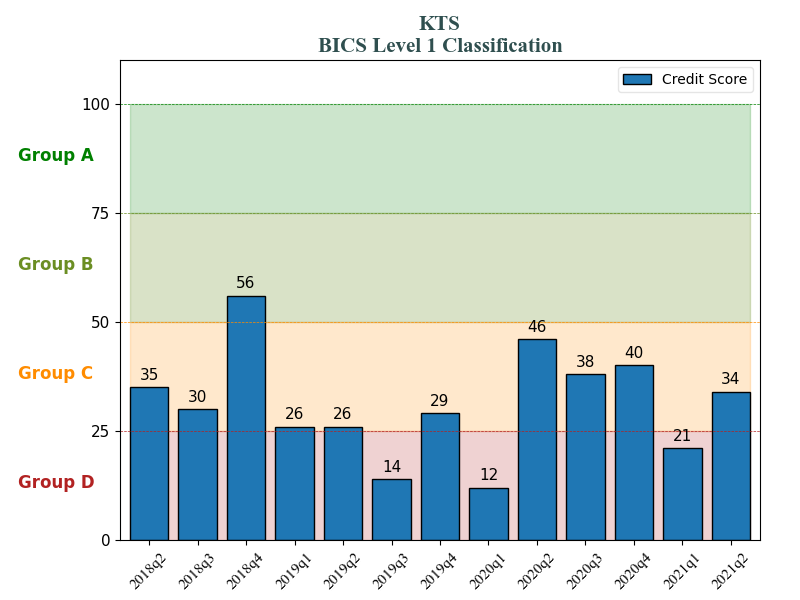 KTS
BICS Level 1 Classification
Credit Score
100
Group A
75
Group B
56
50
46
40
38
Group C
35
34
30
29
26
26
25
21
14
12
Group D
0
2018q2 2018q3 2018q4 2019q1 2019q2 2019q3 2019q4 2020q1 2020q2 2020q3 2020q4 2021q1 2021q2